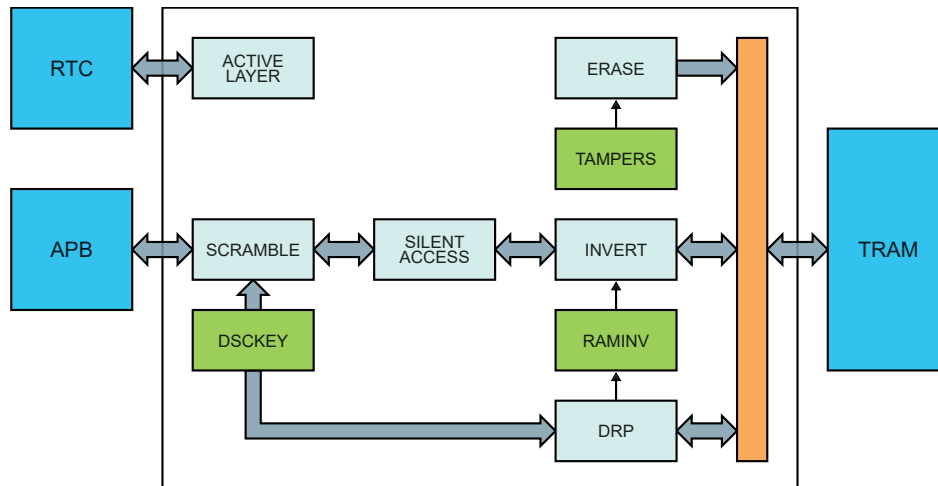 RTC
ACTIVE
LAYER
ERASE
TAMPERS
APB
SCRAMBLE
SILENT
ACCESS
INVERT
TRAM
DSCKEY
RAMINV
DRP